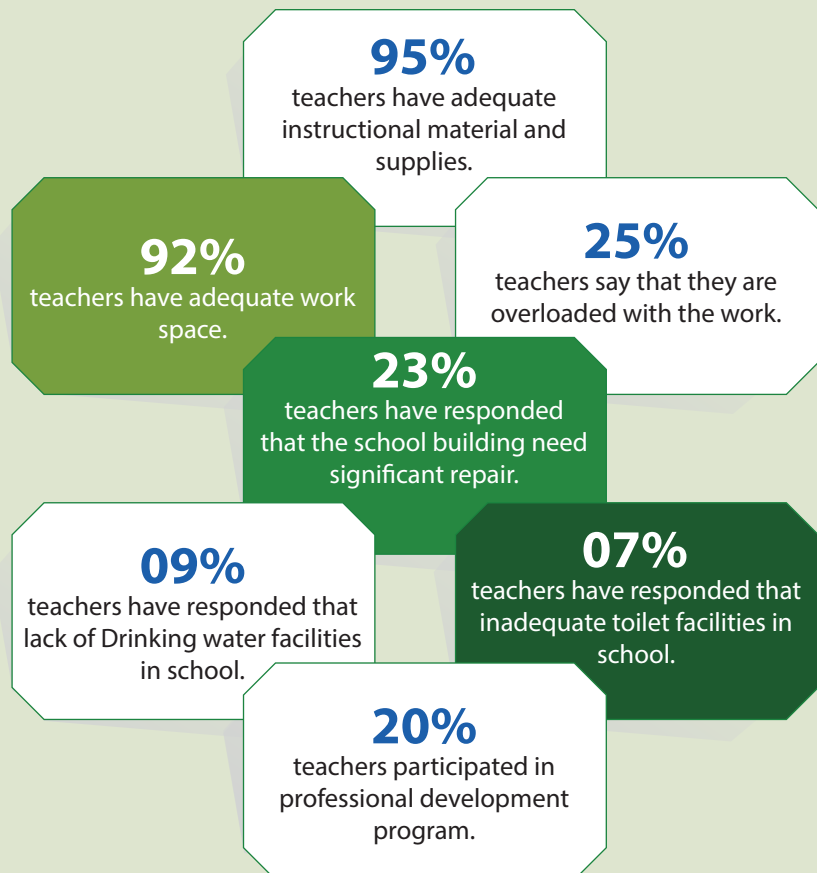 95%
teachers have adequate
instructional material and
supplies.
92%
teachers have adequate work
space.
25%
teachers say that they are
overloaded with the work.
23%
teachers have responded
that the school building need
significant repair.
09%
teachers have responded that
lack of Drinking water facilities
in school.
07%
teachers have responded that
inadequate toilet facilities in
school.
20%
teachers participated in
professional development
program.